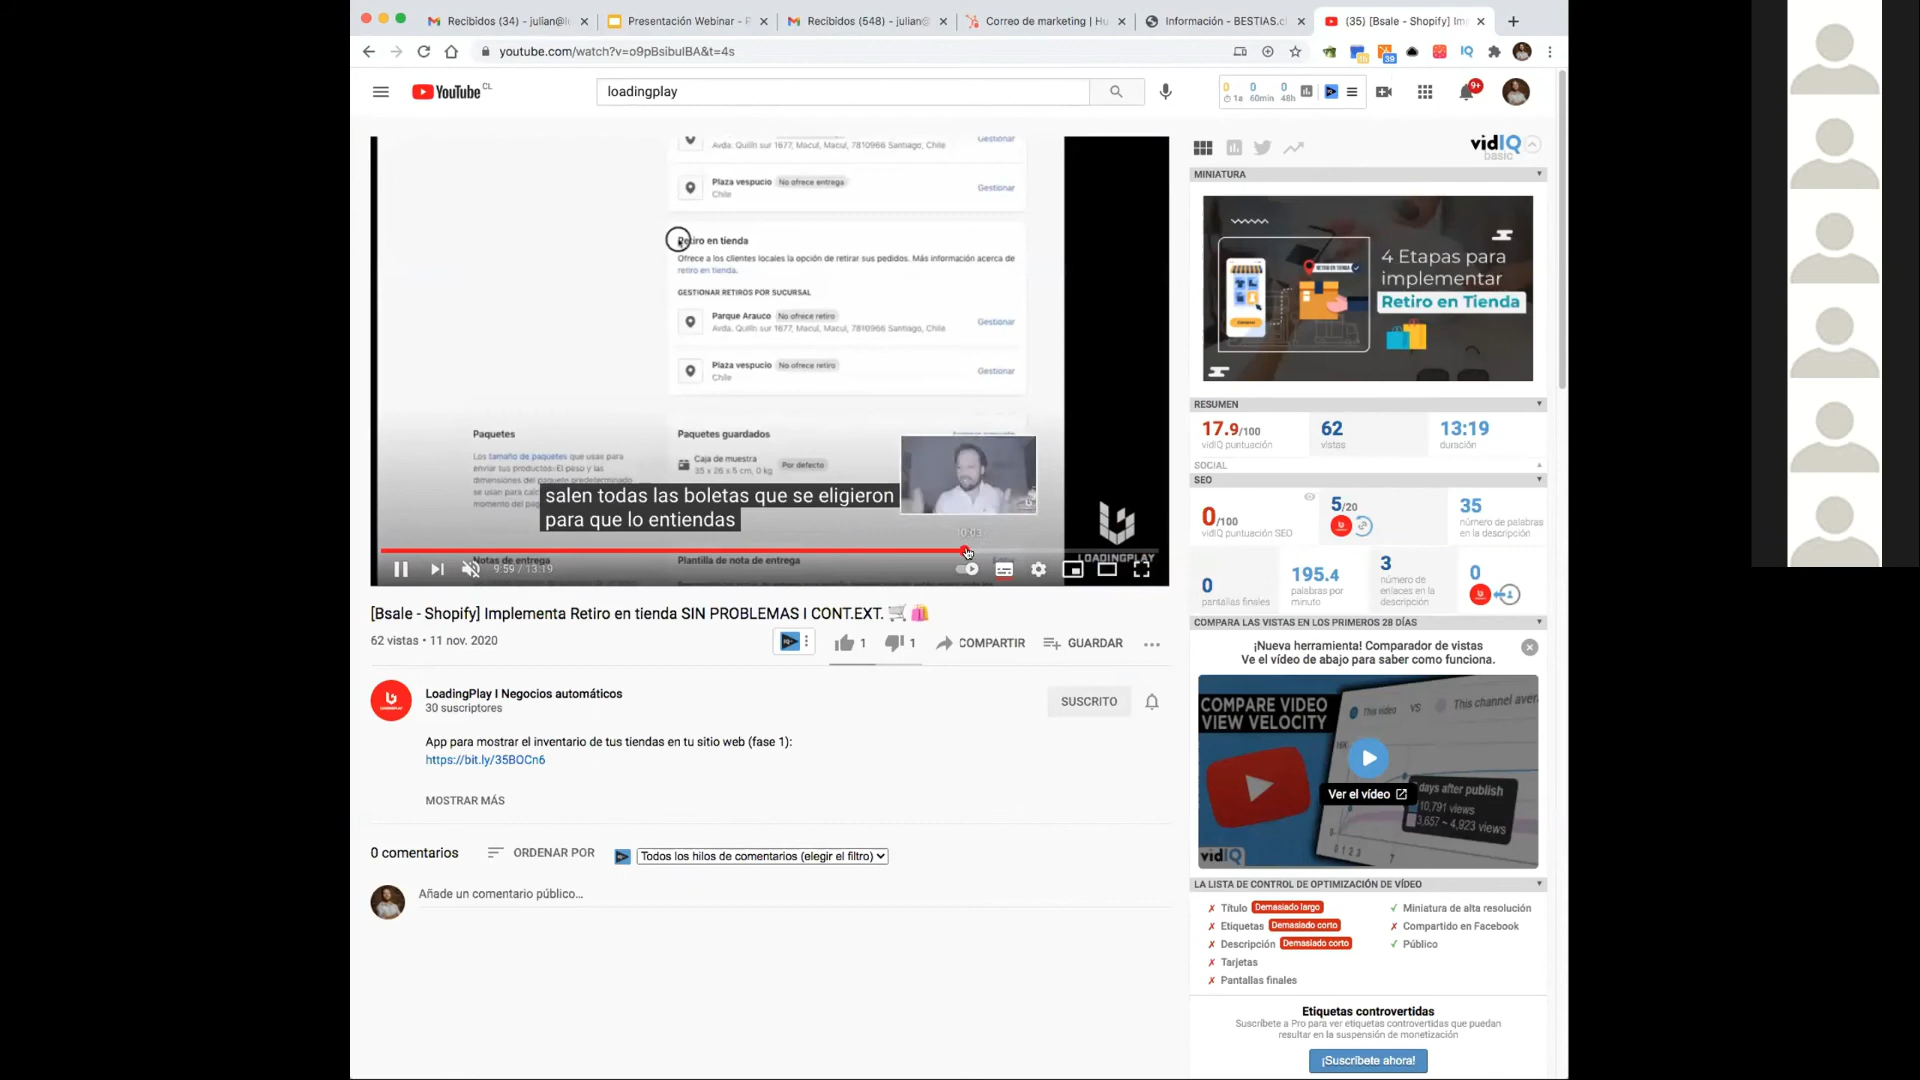 Recibidos (34) - julian@l
Presentación Webinar - E
Recibidos (548) - julian@
Correo de marketing | Hu
Información - BESTIAS.c
(35) [Bsale - Shopify] Im
youtube.com/watch?v=o9pBsibulBA&t=4s
39
IQ
YouTube CL
loadingplay
0 0 0
1a 60min 48h
9+
Avda. Quilín sur 1677, Macul, Macul, 7810966 Santiago, Chile
Gestionar
Plaza vespucio No ofrece entrega
Chile
Gestionar
Retiro en tienda
Ofrece a los clientes locales la opción de retirar sus pedidos. Más información acerca de
retiro en tienda.
GESTIONAR RETIROS POR SUCURSAL
Parque Arauco No ofrece retiro
Avda. Quilín sur 1677, Macul, Macul, 7810966 Santiago, Chile
Gestionar
Plaza vespucio No ofrece retiro
Chile
Gestionar
Paquetes
Los tamaño de paquetes que usas para
enviar tus productos. El peso y las
dimensiones del paquete predeterminado
se usan para
momento del
Paquetes guardados
Caja de muestra
35 x 26 x 5 cm, 0 kg
Por defecto
salen todas las boletas que se eligieron
para que lo entiendas
10:03
LOADINGPLAY
Notas de entrega
Plantilla de nota de entrega
9:59 / 13:19
[Bsale - Shopify] Implementa Retiro en tienda SIN PROBLEMAS I CONT.EXT. 🛒 🛍️
62 vistas • 11 nov. 2020
1
1
COMPARTIR
GUARDAR
LoadingPlay I Negocios automáticos
30 suscriptores
SUSCRITO
App para mostrar el inventario de tus tiendas en tu sitio web (fase 1):
https://bit.ly/35BOCn6
MOSTRAR MÁS
0 comentarios
ORDENAR POR
Todos los hilos de comentarios (elegir el filtro)
Añade un comentario público...
vidIQ
basic
MINIATURA
RETIRO EN TIENDA
4 Etapas para
implementar
Retiro en Tienda
RESUMEN
17.9/100
vidIQ puntuación
62
vistas
13:19
duración
SOCIAL
SEO
0/100
vidIQ puntuación SEO
5/20
35
número de palabras
en la descripción
0
pantallas finales
195.4
palabras por
minuto
3
número de
enlaces en la
descripción
0
COMPARA LAS VISTAS EN LOS PRIMEROS 28 DÍAS
¡Nueva herramienta! Comparador de vistas
Ve el vídeo de abajo para saber como funciona.
COMPARE VIDEO
VIEW VELOCITY
This video VS This channel aver
Ver el vídeo
days after publish
10,791 views
3,657 ~ 4,923 views
0 1 2 3 7
vidIQ
LA LISTA DE CONTROL DE OPTIMIZACIÓN DE VÍDEO
✗ Título Demasiado largo
✗ Etiquetas Demasiado corto
✗ Descripción Demasiado corto
✗ Tarjetas
✗ Pantallas finales
✓ Miniatura de alta resolución
✗ Compartido en Facebook
✓ Público
Etiquetas controvertidas
Suscríbete a Pro para ver etiquetas controvertidas que puedan
resultar en la suspensión de monetización
¡Suscríbete ahora!